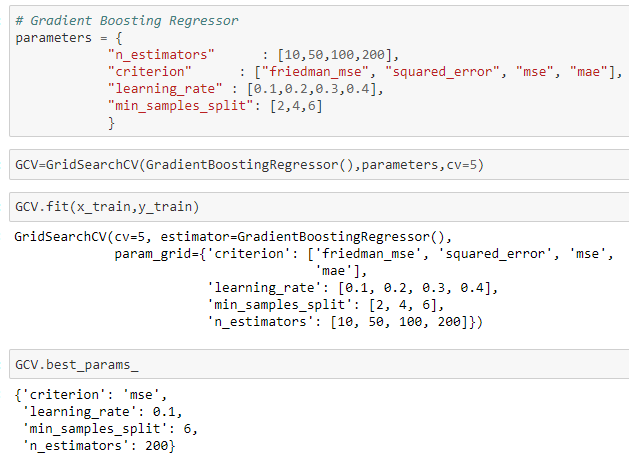 # Gradient Boosting Regressor
parameters = {
            "n_estimators"      : [10,50,100,200],
            "criterion"      : ["friedman_mse", "squared_error", "mse", "mae"],
            "learning_rate" : [0.1,0.2,0.3,0.4],
            "min_samples_split": [2,4,6]
            }
GCV=GridSearchCV(GradientBoostingRegressor(),parameters,cv=5)
GCV.fit(x_train,y_train)
GridSearchCV(cv=5, estimator=GradientBoostingRegressor(),
             param_grid={'criterion': ['friedman_mse', 'squared_error', 'mse',
                                       'mae'],
                         'learning_rate': [0.1, 0.2, 0.3, 0.4],
                         'min_samples_split': [2, 4, 6],
                         'n_estimators': [10, 50, 100, 200]})
GCV.best_params_
{'criterion': 'mse',
 'learning_rate': 0.1,
 'min_samples_split': 6,
 'n_estimators': 200}